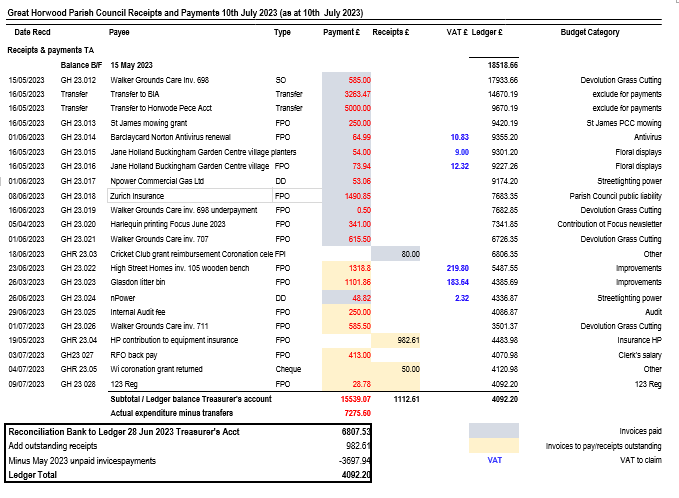 Great Horwood Parish Council Receipts and Payments 10th July 2023 (as at 10th July 2023)
Date Recd Payee Type Payment £ Receipts £ VAT £ Ledger £ Budget Category
Receipts & payments TA
Balance B/F 15 May 2023 18518.66
15/05/2023 GH 23.012 Walker Grounds Care Inv. 698 SO 585.00 17933.66 Devolution Grass Cutting
16/05/2023 Transfer Transfer to BIA Transfer 3263.47 14670.19 exclude for payments
16/05/2023 Transfer Transfer to Horwode Pece Acct Transfer 5000.00 9670.19 exclude for payments
16/05/2023 GH 23.013 St James mowing grant FPO 250.00 9420.19 St James PCC mowing
01/06/2023 GH 23.014 Barclaycard Norton Antivirus renewal FPO 64.99 10.83 9355.20 Antivirus
16/05/2023 GH 23.015 Jane Holland Buckingham Garden Centre village planters 54.00 9.00 9301.20 Floral displays
16/05/2023 GH 23.016 Jane Holland Buckingham Garden Centre village FPO 73.94 12.32 9227.26 Floral displays
01/06/2023 GH 23.017 Npower Commercial Gas Ltd DD 53.06 9174.20 Streetlighting power
08/06/2023 GH 23.018 Zurich Insurance FPO 1490.85 7683.35 Parish Council public liability
16/06/2023 GH 23.019 Walker Grounds Care inv. 698 underpayment FPO 0.50 7682.85 Devolution Grass Cutting
05/04/2020 GH 23.020 Harlequin printing Focus June 2023 FPO 341.00 7341.85 Contribution ot Focus newsletter
01/06/2023 GH 23.021 Walker Grounds Care inv. 707 FPO 615.50 6726.35 Devolution Grass Cutting
18/06/2023 GHR 23.03 Cricket Club grant reimbursement Coronation cele FPI 80.00 6806.35 Other
23/06/2023 GH 23.022 High Street Homes inv. 105 wooden bench FPO 1318.8 219.80 5487.55 Improvements
26/03/2023 GH 23.023 Glasdon litter bin FPO 1101.86 183.64 4385.69 Improvements
26/06/2023 GH 23.024 nPower DD 48.82 2.32 4336.87 Streetlighting power
29/06/2023 GH 23.025 Internal Audit fee FPO 250.00 4086.87 Audit
01/07/2023 GH 23.026 Walker Grounds Care inv. 711 FPO 585.50 3501.37 Devolution Grass Cutting
19/05/2023 GHR 23.04 HP contribution to equipment insurance FPO 982.61 4483.98 Insurance HP
03/07/2023 GH23 027 RFO back pay FPO 413.00 4070.98 Clerk's salary
04/07/2023 GHR 23.05 Wi coronation grant returned Cheque 50.00 4120.98 Other
09/07/2023 GH 23 028 123 Reg FPO 28.78 4092.20 123 Reg
Subtotal / Ledger balance Treasurer's account 15539.07 1112.61 4092.20
Actual expenditure minus transfers 7275.60
Reconciliation Bank to Ledger 28 Jun 2023 Treasurer's Acct 6807.53 Invoices paid
Add outstanding receipts 982.61 Invoices to pay/receipts outstanding
Minus May 2023 unpaid invicespayments -3697.94 VAT VAT to claim
Ledger Total 4092.20